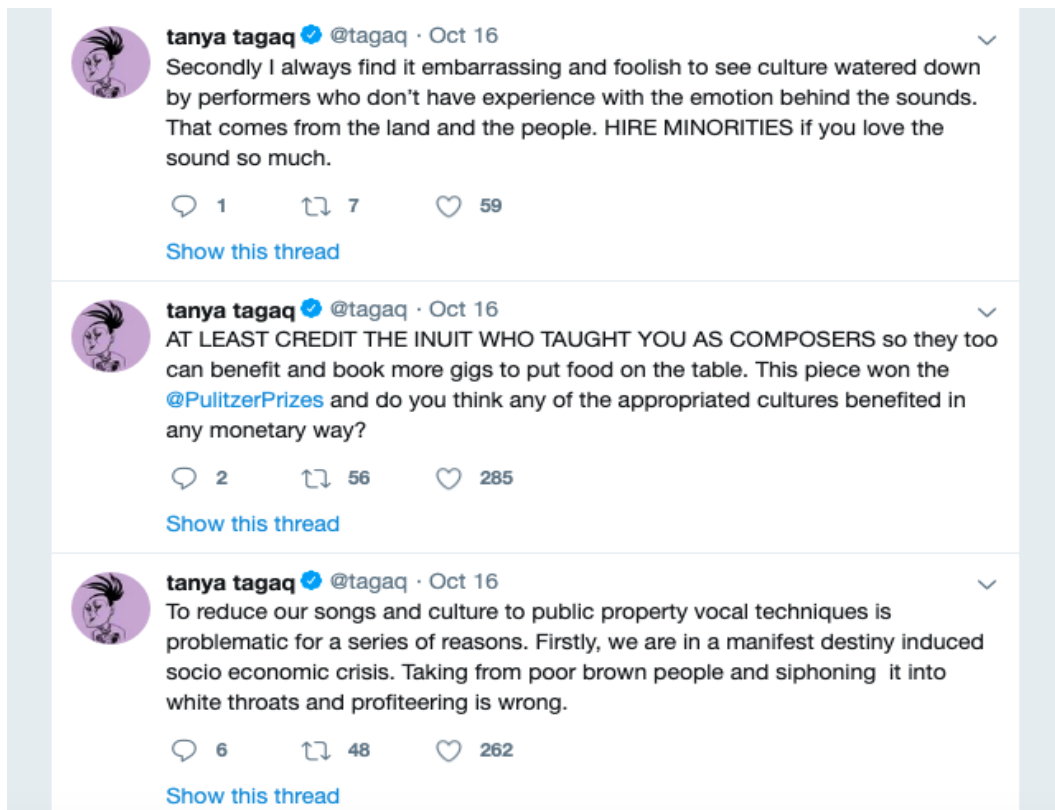 tanya tagaq @tagaq · Oct 16
Secondly I always find it embarrassing and foolish to see culture watered down
by performers who don't have experience with the emotion behind the sounds.
That comes from the land and the people. HIRE MINORITIES if you love the
sound so much.
1 7 59
Show this thread
tanya tagaq @tagaq · Oct 16
AT LEAST CREDIT THE INUIT WHO TAUGHT YOU AS COMPOSERS so they too
can benefit and book more gigs to put food on the table. This piece won the
@PulitzerPrizes and do you think any of the appropriated cultures benefited in
any monetary way?
2 56 285
Show this thread
tanya tagaq @tagaq · Oct 16
To reduce our songs and culture to public property vocal techniques is
problematic for a series of reasons. Firstly, we are in a manifest destiny induced
socio economic crisis. Taking from poor brown people and siphoning  it into
white throats and profiteering is wrong.
6 48 262
Show this thread